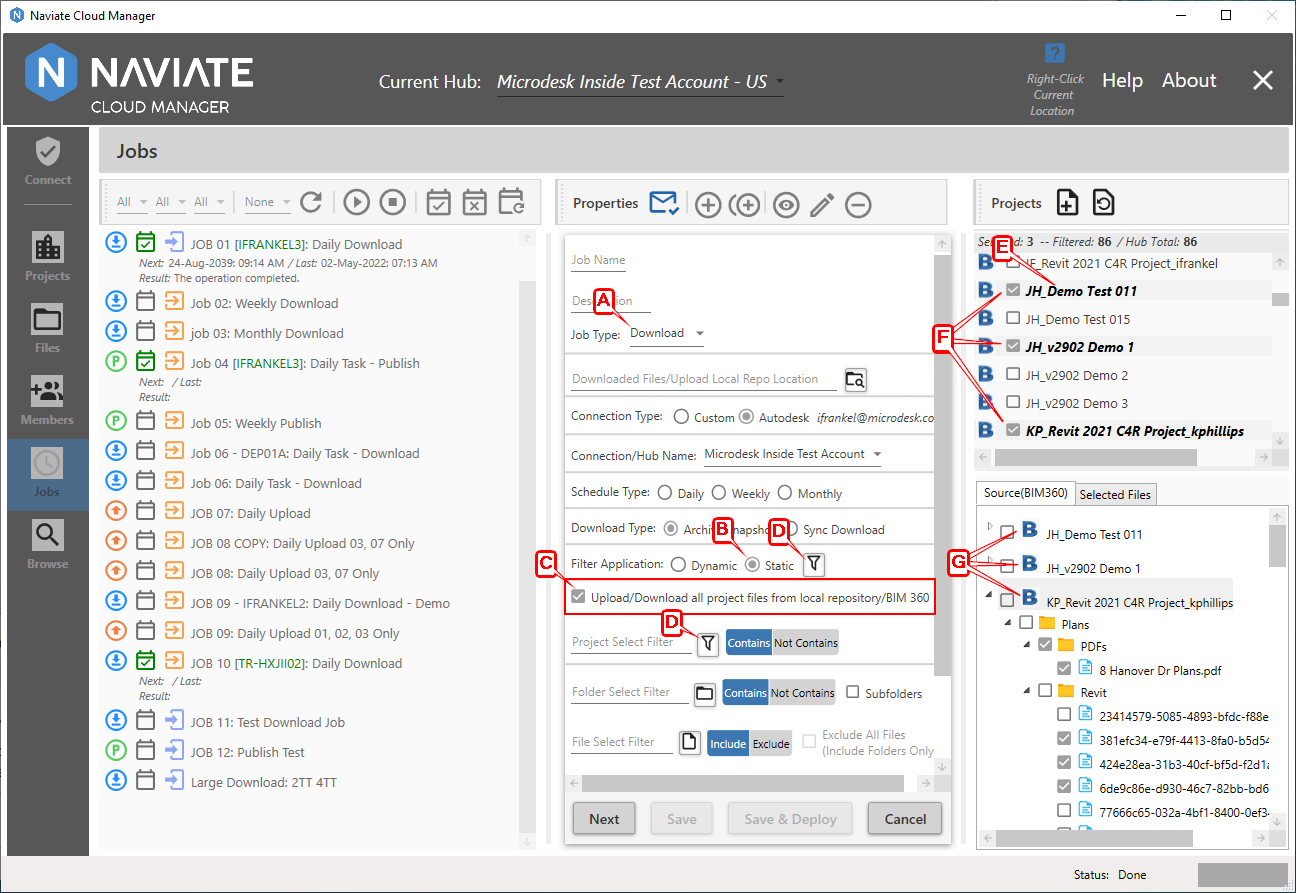 Naviate Cloud Manager
NAVIATE
CLOUD MANAGER
Current Hub: Microdesk Inside Test Account - US
?
Right-Click
Current
Location
Help About
Connect
Projects
Files
Members
Jobs
Browse
Jobs
All All All None
JOB 01 [IFRANKEL3]: Daily Download
Next: 24-Aug-2039: 09:14 AM / Last: 02-May-2022: 07:13 AM
Result: The operation completed.
Job 02: Weekly Download
job 03: Monthly Download
P Job 04 [IFRANKEL3]: Daily Task - Publish
Next: / Last:
Result:
P Job 05: Weekly Publish
Job 06 - DEP01A: Daily Task - Download
Job 06: Daily Task - Download
JOB 07: Daily Upload
JOB 08 COPY: Daily Upload 03, 07 Only
JOB 08: Daily Upload 03, 07 Only
JOB 09 - IFRANKEL2: Daily Download - Demo
JOB 09: Daily Upload 01, 02, 03 Only
JOB 10 [TR-HXJII02]: Daily Download
Next: / Last:
Result:
JOB 11: Test Download Job
P JOB 12: Publish Test
Large Download: 2TT 4TT
Properties
Job Name
A
Job Type: Download
Downloaded Files/Upload Local Repo Location
Connection Type: Custom Autodesk ifrankel@microdesk.co
Connection/Hub Name: Microdesk Inside Test Account
Schedule Type: Daily Weekly Monthly
B D
Download Type: Sync Download
C
Filter Application: Dynamic Static
Upload/Download all project files from local repository/BIM 360
D
Project Select Filter Contains Not Contains
Folder Select Filter Contains Not Contains Subfolders
File Select Filter Include Exclude Exclude All Files
(Include Folders Only
Next Save Save & Deploy Cancel
Projects
3 -- Filtered: 86 / Hub Total: 86
E
B JF_Revit 2021 C4R Project_ifrankel
B JH_Demo Test 011
B JH_Demo Test 015
F
B JH_v2902 Demo 1
B JH_v2902 Demo 2
B JH_v2902 Demo 3
B KP_Revit 2021 C4R Project_kphillips
Source(BIM360) Selected Files
B JH_Demo Test 011
G
B JH_v2902 Demo 1
B KP_Revit 2021 C4R Project_kphillips
Plans
PDFs
8 Hanover Dr Plans.pdf
Revit
23414579-5085-4893-bfdc-f88e
381efc34-e79f-4413-8fa0-b5d54
424e28ea-31b3-40cf-bf5d-f2d1a
6de9c86e-d930-46c7-82bb-bd6
77666c65-032a-4bf1-8400-0ef3
Status: Done